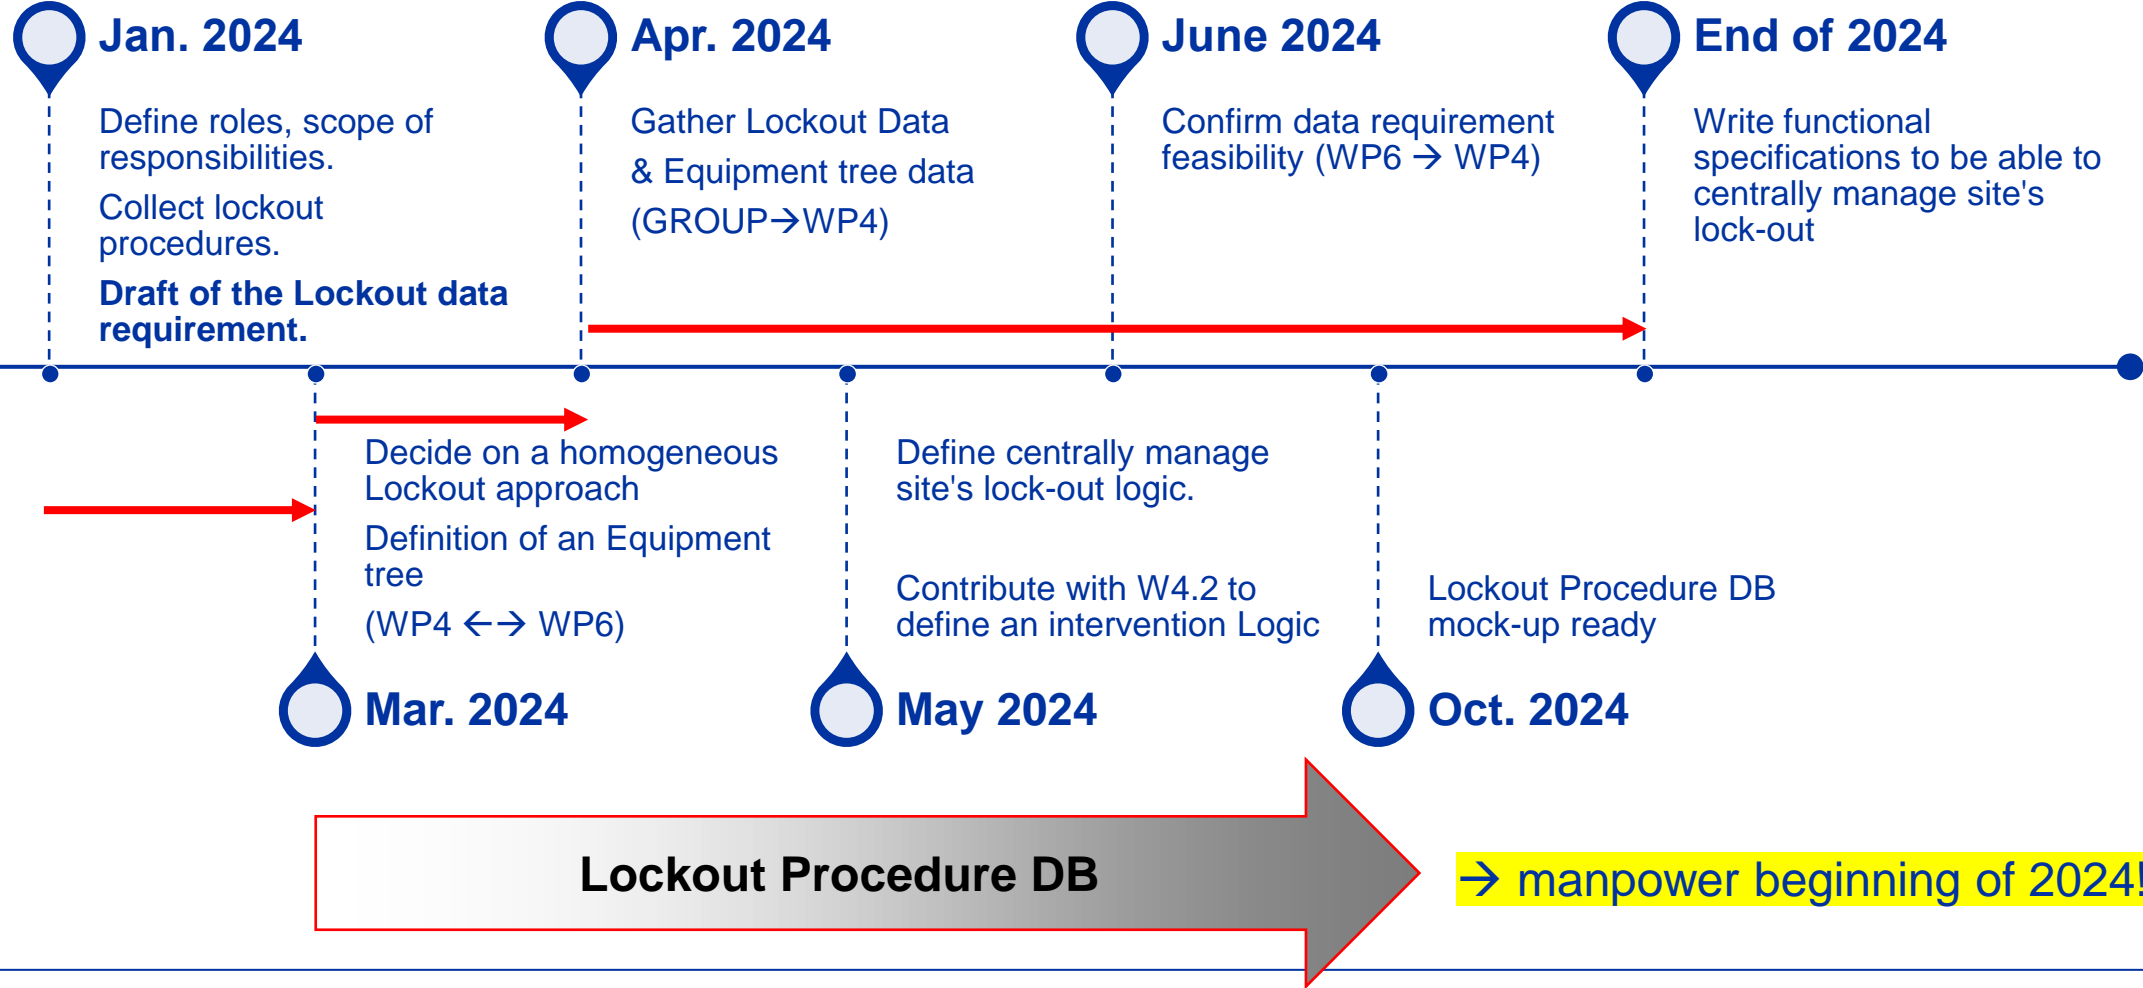 Jan. 2024
Define roles, scope of
responsibilities.
Collect lockout
procedures.
Draft of the Lockout data
requirement.
Apr. 2024
Gather Lockout Data
& Equipment tree data
(GROUP→WP4)
June 2024
Confirm data requirement
feasibility (WP6 → WP4)
End of 2024
Write functional
specifications to be able to
centrally manage site's
lock-out
Decide on a homogeneous
Lockout approach
Definition of an Equipment
tree
(WP4 ←→ WP6)
Mar. 2024
Define centrally manage
site's lock-out logic.
Contribute with W4.2 to
define an intervention Logic
May 2024
Lockout Procedure DB
mock-up ready
Oct. 2024
Lockout Procedure DB
→ manpower beginning of 2024!